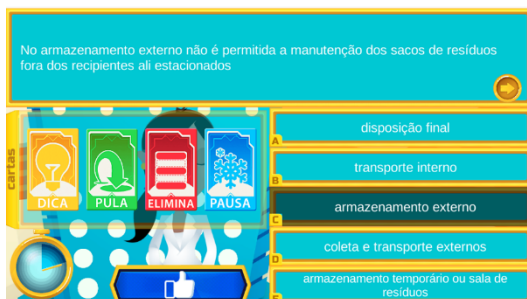 No armazenamento externo não é permitida a manutenção dos sacos de resíduos
fora dos recipientes ali estacionados
cartas
DICA
PULA
ELIMINA
PAUSA
A
disposição final
B
transporte interno
C
armazenamento externo
D
coleta e transporte externos
E
armazenamento temporário ou sala de
resíduos